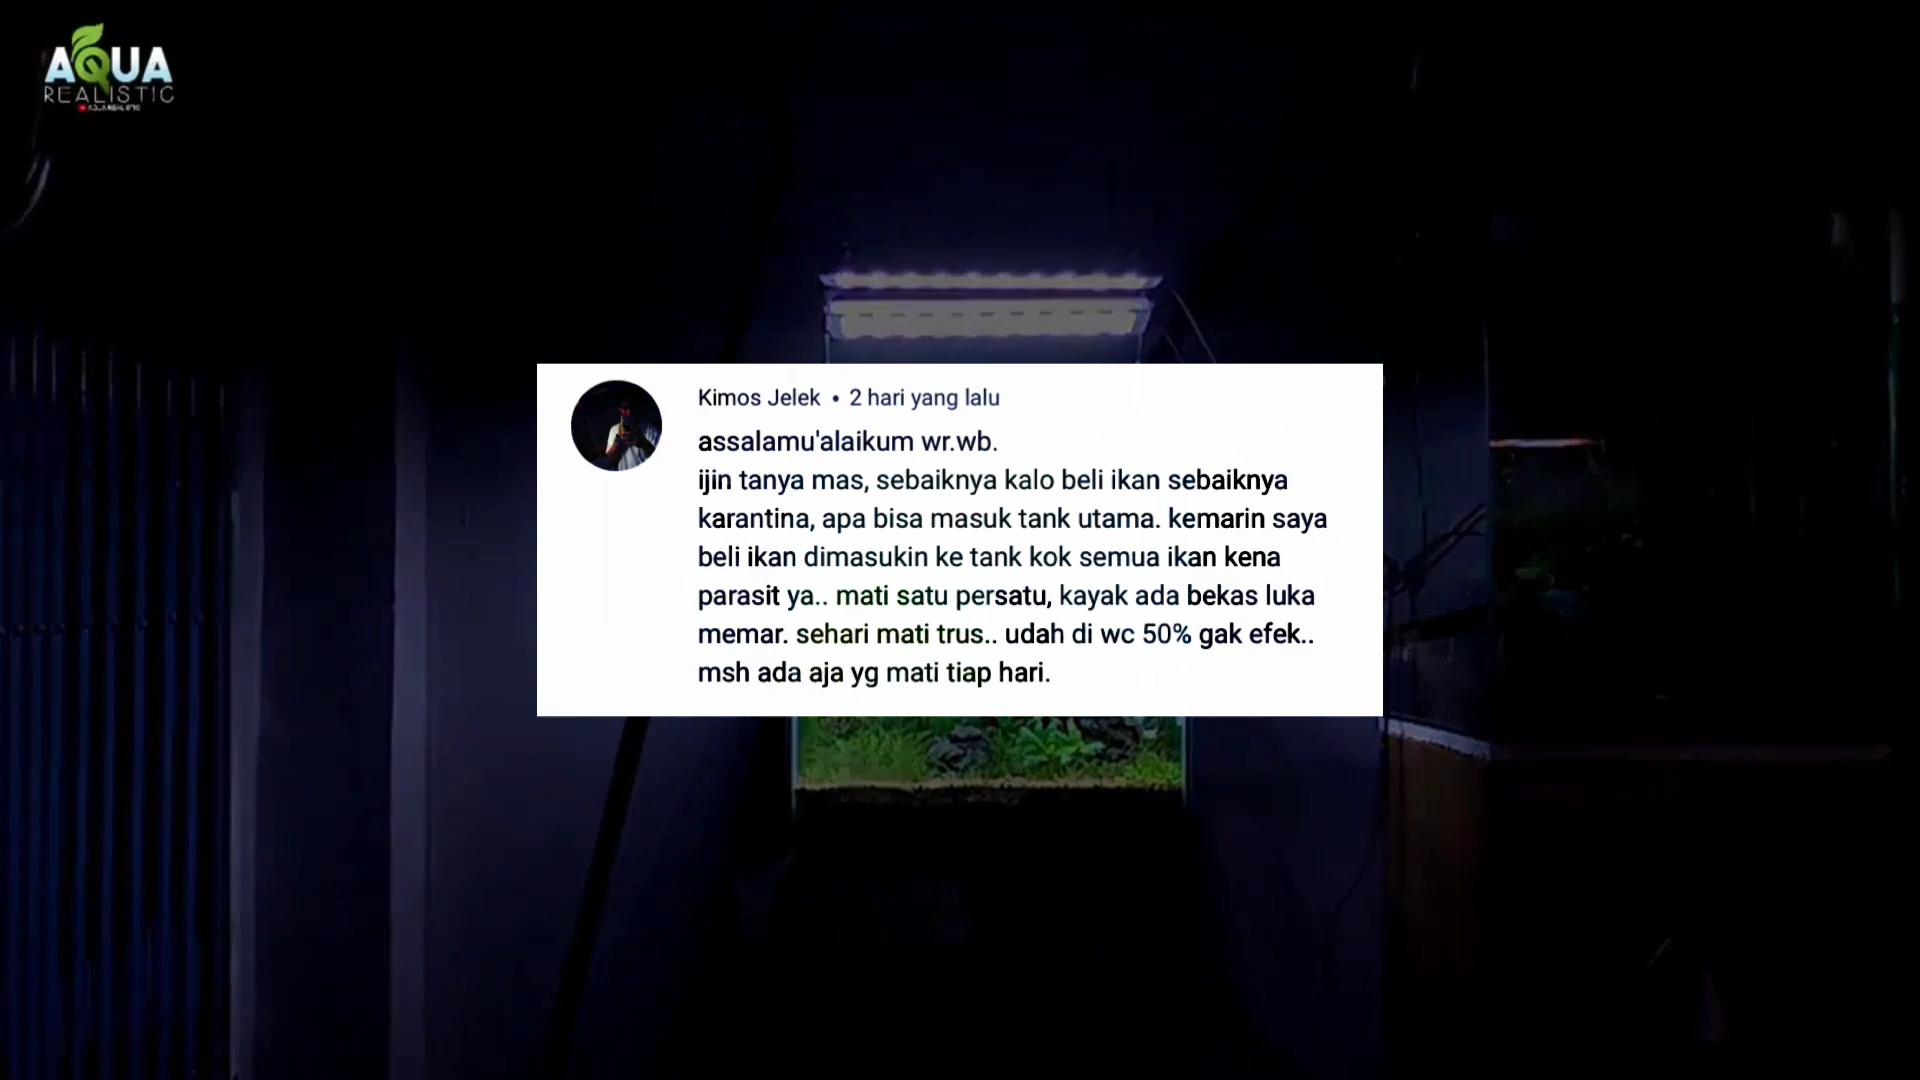 AQUA
REALISTIC
AQUA REALISTIC
Kimos Jelek • 2 hari yang lalu
assalamu'alaikum wr.wb.
ijin tanya mas, sebaiknya kalo beli ikan sebaiknya
karantina, apa bisa masuk tank utama. kemarin saya
beli ikan dimasukin ke tank kok semua ikan kena
parasit ya.. mati satu persatu, kayak ada bekas luka
memar. sehari mati trus.. udah di wc 50% gak efek..
msh ada aja yg mati tiap hari.